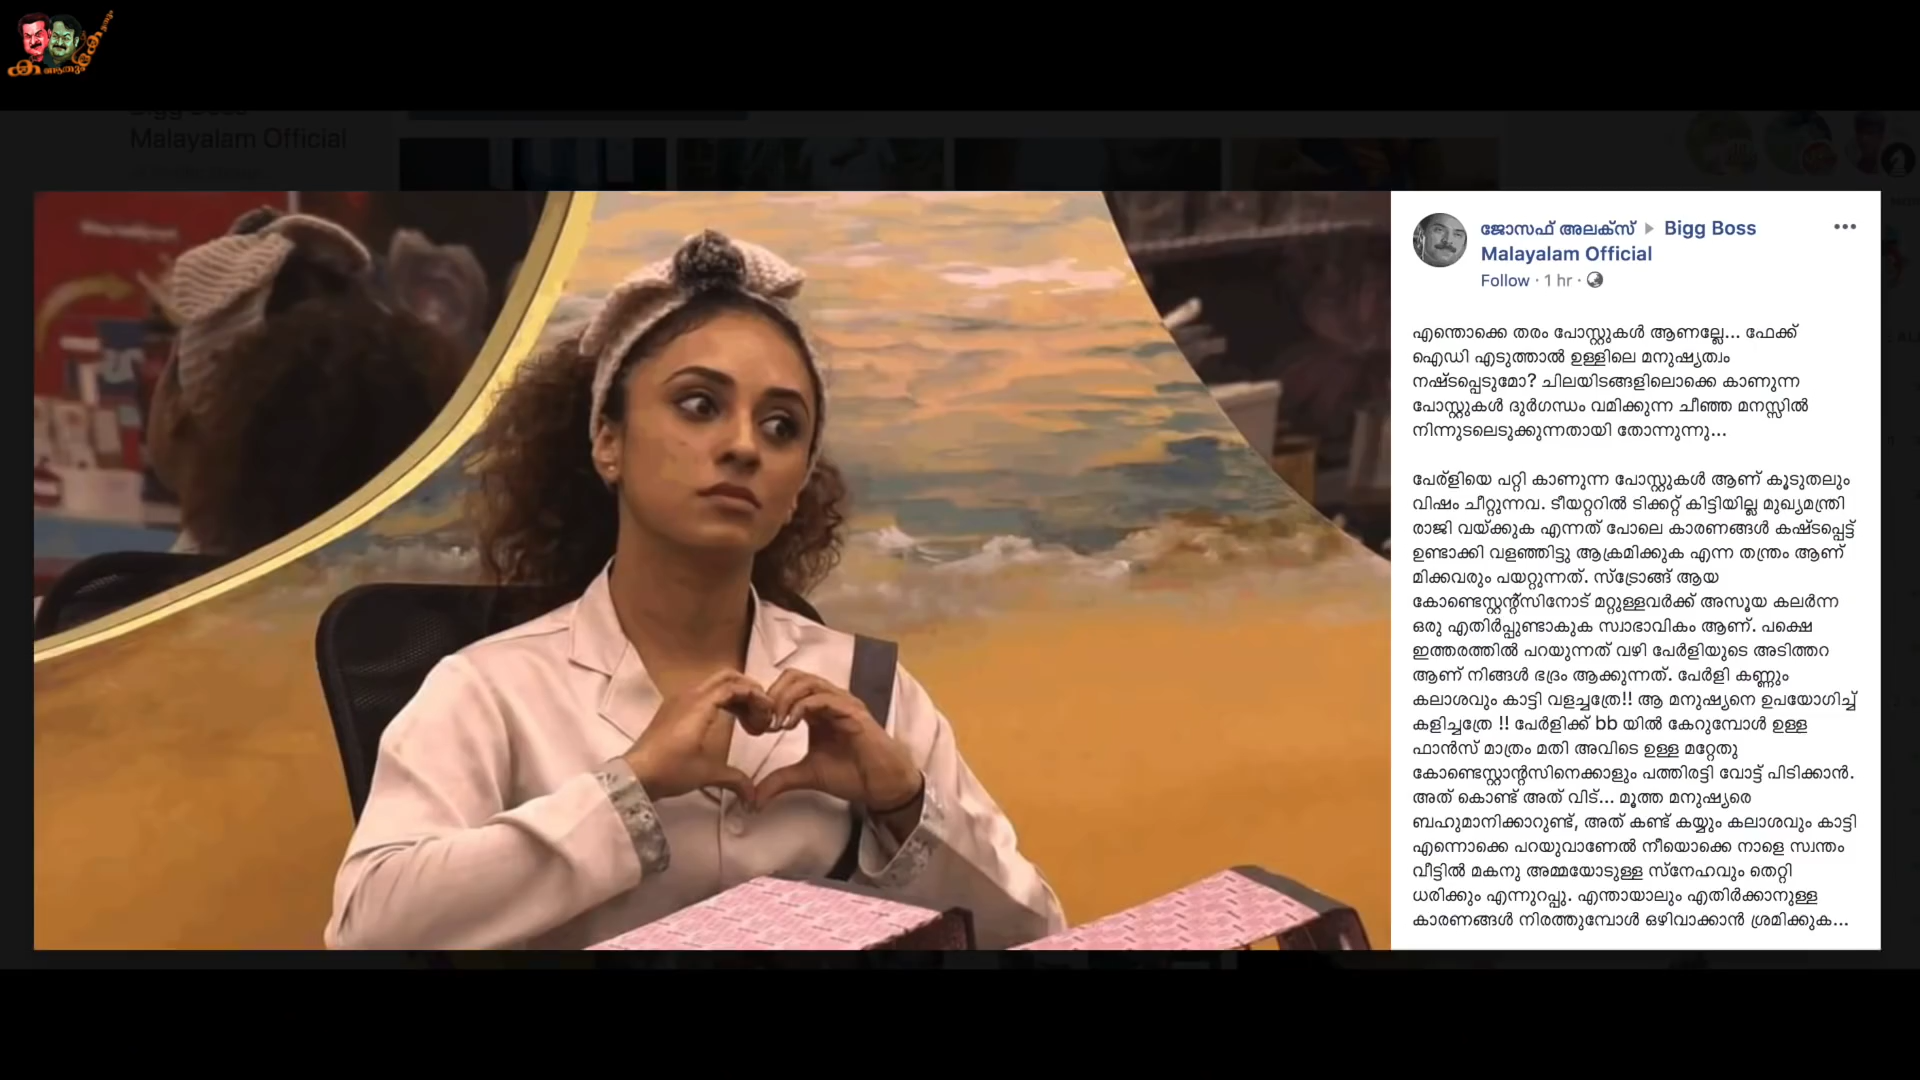 Malayalam Official
ജോസഫ് അലക്സ് ▸ Bigg Boss
Malayalam Official
Follow · 1 hr ·
എന്തൊക്കെ തരം പോസ്റ്റുകൾ ആണല്ലേ... ഫേക്ക്
ഐഡി എടുത്താൽ ഉള്ളിലെ മനുഷ്യത്വം
നഷ്ടപ്പെടുമോ? ചിലയിടങ്ങളിലൊക്കെ കാണുന്ന
പോസ്റ്റുകൾ ദുർഗന്ധം വമിക്കുന്ന ചീഞ്ഞ മനസ്സിൽ
നിന്നുടലെടുക്കുന്നതായി തോന്നുന്നു...
പേര്ളിയെ പറ്റി കാണുന്ന പോസ്റ്റുകൾ ആണ് കൂടുതലും
വിഷം ചീറ്റുന്നവ. ടീയറ്ററിൽ ടിക്കറ്റ് കിട്ടിയില്ല മുഖ്യമന്ത്രി
രാജി വയ്ക്കുക എന്നത് പോലെ കാരണങ്ങൾ കഷ്ടപ്പെട്ട്
ഉണ്ടാക്കി വളഞ്ഞിട്ടു ആക്രമിക്കുക എന്ന തന്ത്രം ആണ്
മിക്കവരും പയറ്റുന്നത്. സ്ട്രോങ്ങ് ആയ
കോണ്ടെസ്റ്റന്റ്സിനോട് മറ്റുള്ളവർക്ക് അസൂയ കലർന്ന
ഒരു എതിർപ്പുണ്ടാകുക സ്വാഭാവികം ആണ്. പക്ഷെ
ഇത്തരത്തിൽ പറയുന്നത് വഴി പേർളിയുടെ അടിത്തറ
ആണ് നിങ്ങൾ ഭദ്രം ആക്കുന്നത്. പേർളി കണ്ണും
കലാശവും കാട്ടി വളച്ചത്രേ!! ആ മനുഷ്യനെ ഉപയോഗിച്ച്
കളിച്ചത്രേ !! പേർളിക്ക് bb യിൽ കേറുമ്പോൾ ഉള്ള
ഫാൻസ് മാത്രം മതി അവിടെ ഉള്ള മറ്റേതു
കോണ്ടെസ്റ്റാന്റസിനെക്കാളും പത്തിരട്ടി വോട്ട് പിടിക്കാൻ.
അത് കൊണ്ട് അത് വിട്... മൂത്ത മനുഷ്യരെ
ബഹുമാനിക്കാറുണ്ട്, അത് കണ്ട് കയ്യും കലാശവും കാട്ടി
എന്നൊക്കെ പറയുവാണേൽ നീയൊക്കെ നാളെ സ്വന്തം
വീട്ടിൽ മകനു അമ്മയോടുള്ള സ്നേഹവും തെറ്റി
ധരിക്കും എന്നുറപ്പു. എന്തായാലും എതിർക്കാനുള്ള
കാരണങ്ങൾ നിരത്തുമ്പോൾ ഒഴിവാക്കാൻ ശ്രമിക്കുക...